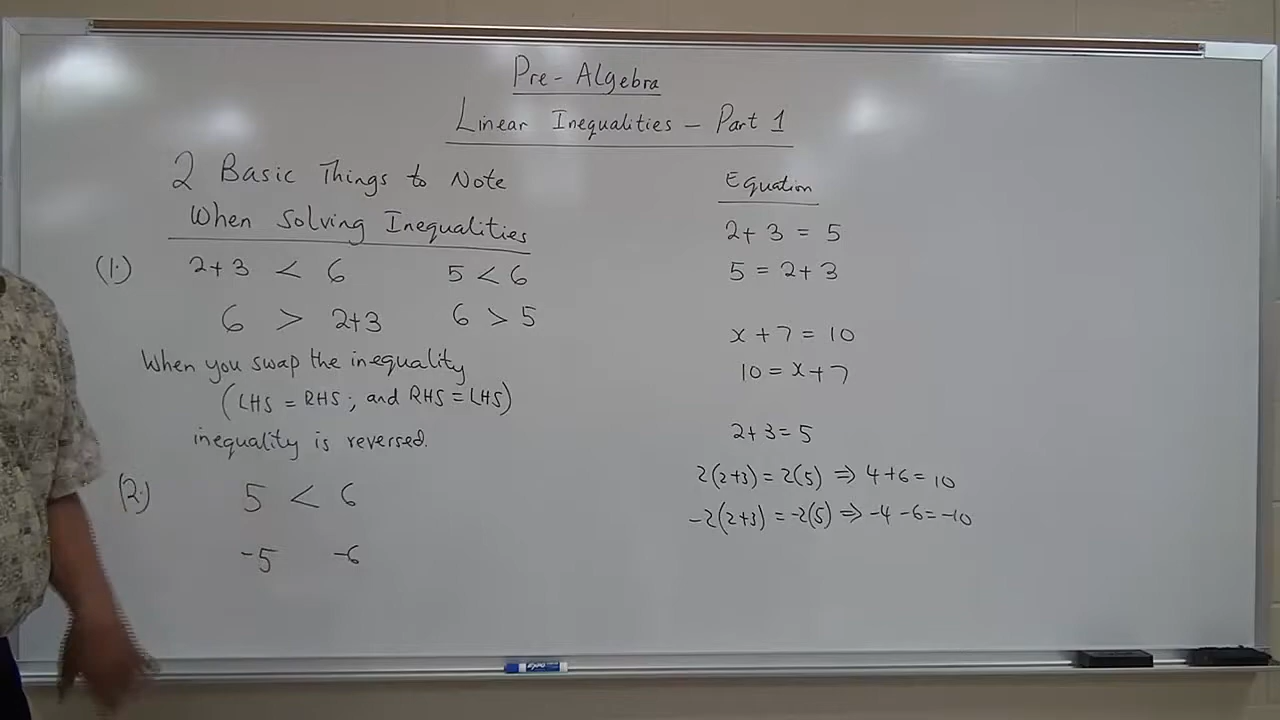 Pre-Algebra
Linear Inequalities - Part 1
2 Basic Things to Note
When Solving Inequalities
(1.) 2+3 < 6 5 < 6
6 > 2+3 6 > 5
When you swap the inequality
(LHS = RHS; and RHS = LHS)
inequality is reversed.
(2.) 5 < 6
-5 -6
Equation
2+3 = 5
5 = 2+3
x+7 = 10
10 = x+7
2+3=5
2(2+3) = 2(5) ⇒ 4+6 = 10
-2(2+3) = -2(5) ⇒ -4 -6 = -10
EXPO